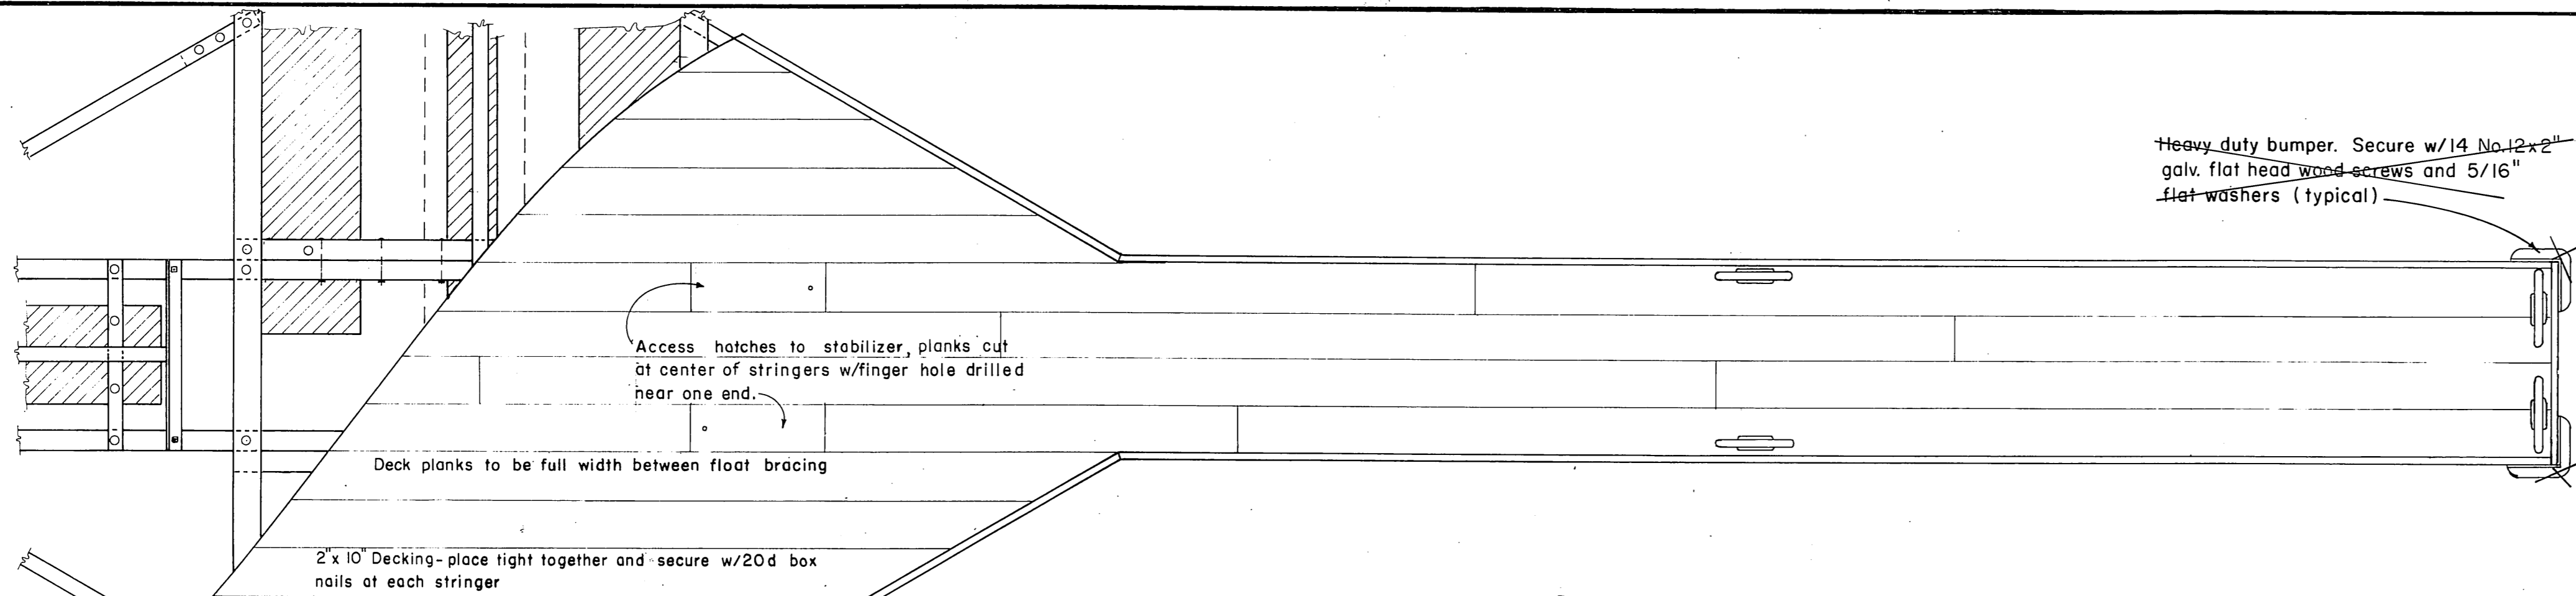 Heavy duty bumper. Secure w/14 No.12x2"
galv. flat head wood screws and 5/16"
flat washers (typical)
Access hatches to stabilizer, planks cut
at center of stringers w/finger hole drilled
near one end.
Deck planks to be full width between float bracing
2"x 10" Decking-place tight together and secure w/20d box
nails at each stringer